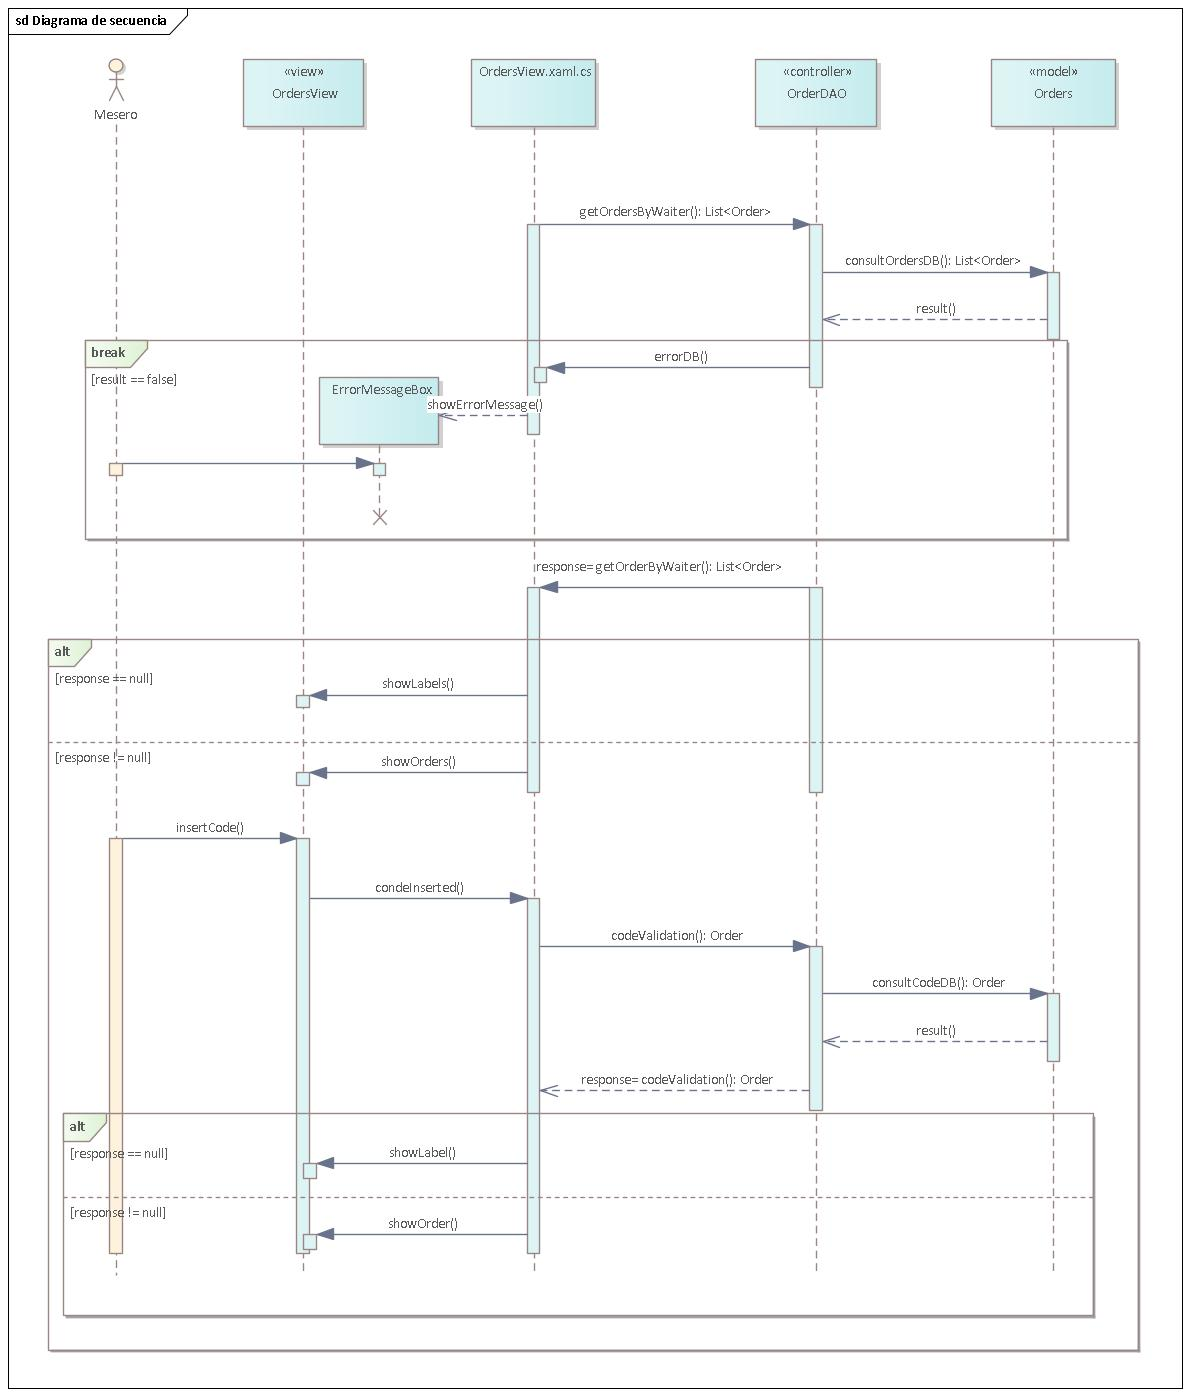 sd Diagrama de secuencia
Mesero
«view»
OrdersView
OrdersView.xaml.cs
«controller»
OrderDAO
«model»
Orders
getOrdersByWaiter(): List<Order>
consultOrdersDB(): List<Order>
result()
break
[result == false]
errorDB()
ErrorMessageBox
showErrorMessage()
response= getOrderByWaiter(): List<Order>
alt
[response == null]
showLabels()
[response != null]
showOrders()
insertCode()
condeInserted()
codeValidation(): Order
consultCodeDB(): Order
result()
response= codeValidation(): Order
alt
[response == null]
showLabel()
[response != null]
showOrder()